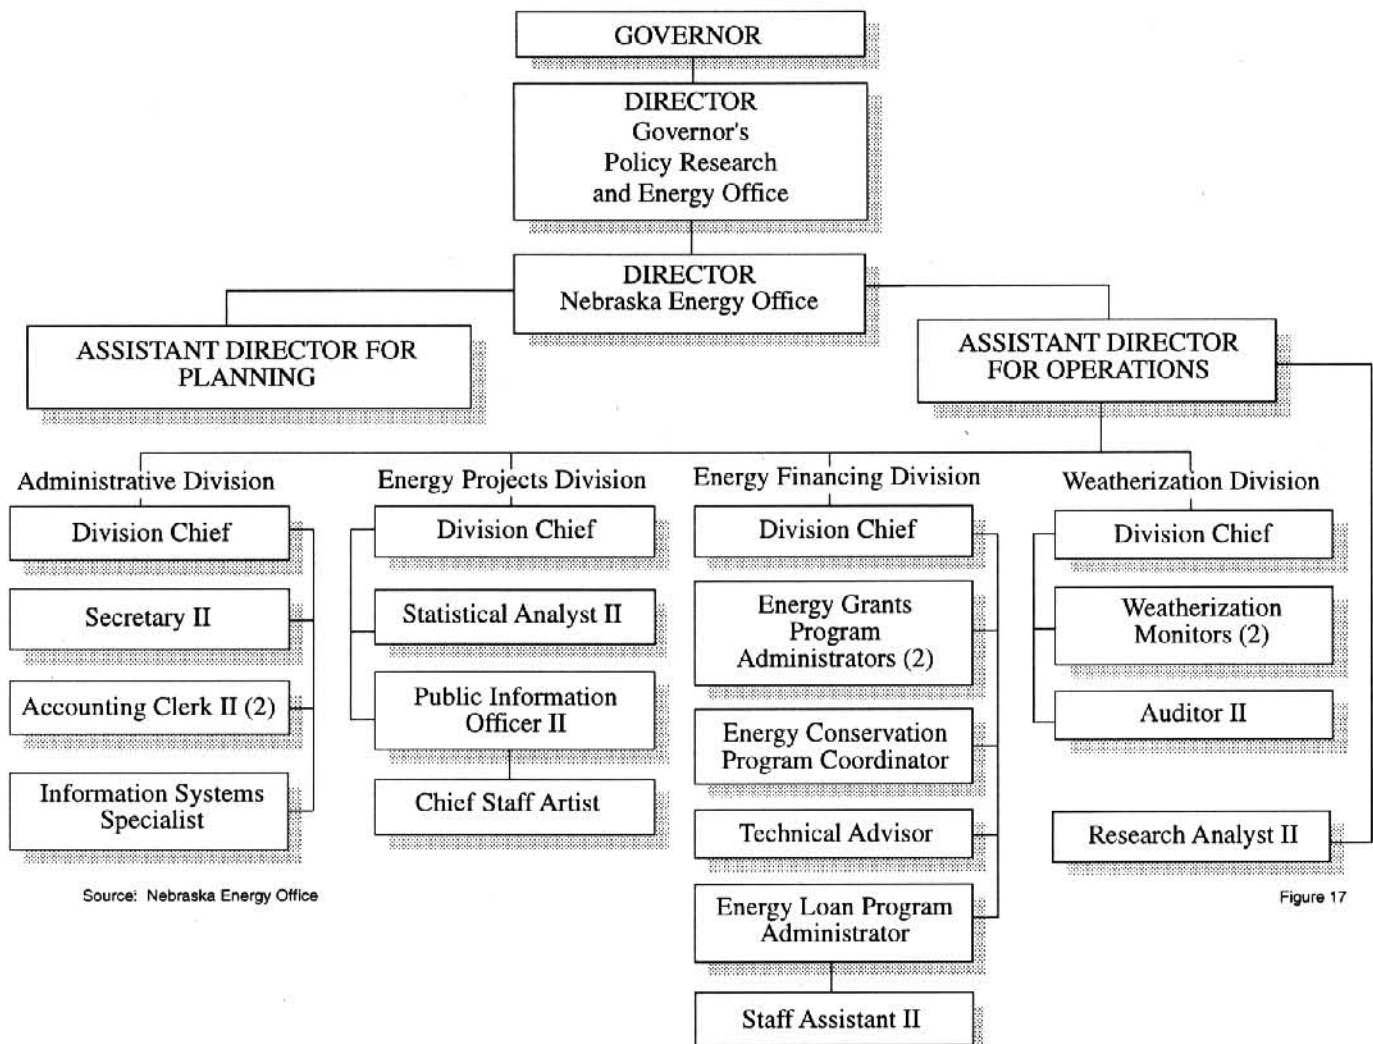 GOVERNOR
DIRECTOR
Governor's
Policy Research
and Energy Office
DIRECTOR
Nebraska Energy Office
ASSISTANT DIRECTOR FOR
PLANNING
ASSISTANT DIRECTOR
FOR OPERATIONS
Administrative Division
Division Chief
Secretary II
Accounting Clerk II (2)
Information Systems
Specialist
Energy Projects Division
Division Chief
Statistical Analyst II
Public Information
Officer II
Chief Staff Artist
Energy Financing Division
Division Chief
Energy Grants
Program
Administrators (2)
Energy Conservation
Program Coordinator
Technical Advisor
Energy Loan Program
Administrator
Staff Assistant II
Weatherization Division
Division Chief
Weatherization
Monitors (2)
Auditor II
Research Analyst II
Source: Nebraska Energy Office
Figure 17